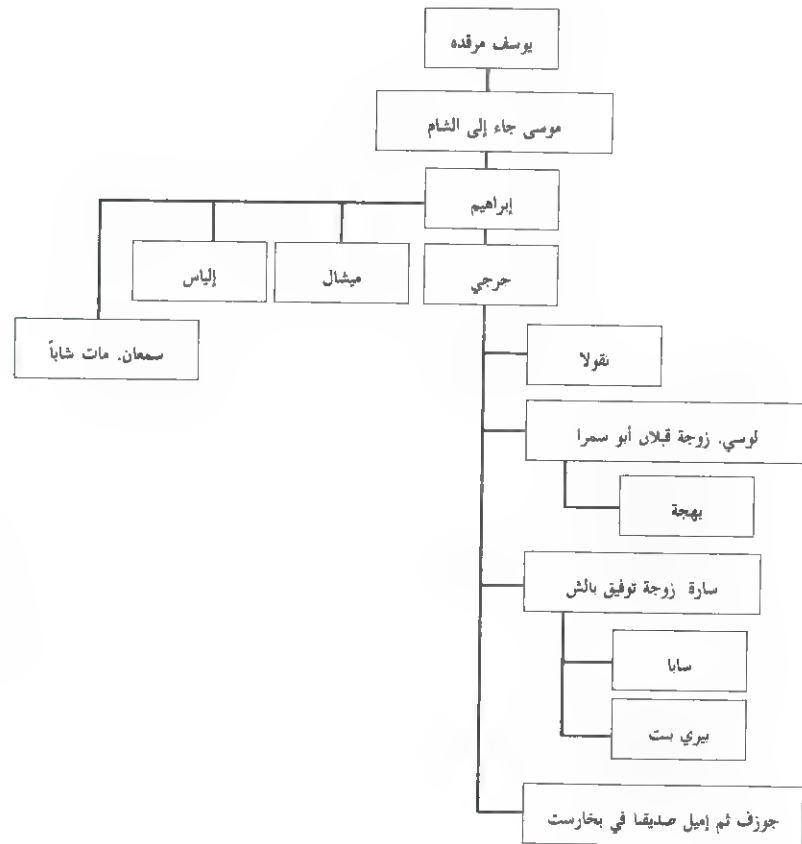 يوسف مرقده
موسى جاء إلى الشام
إبراهيم
جرجي
ميشال
إلياس
سمعان. مات شاباً
نقولا
لوسي. زوجة قبلان أبو سمرا
بهجة
سارة زوجة توفيق بالش
سابا
بيري بست
جوزف ثم إميل صديقنا في بخارست